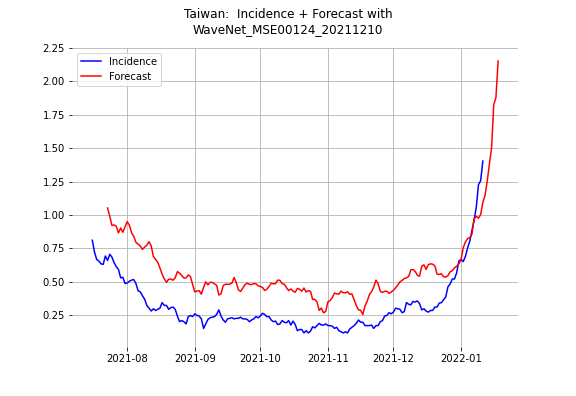 Taiwan:  Incidence + Forecast with
WaveNet_MSE00124_20211210
Incidence
Forecast
2.25
2.00
1.75
1.50
1.25
1.00
0.75
0.50
0.25
2021-08 2021-09 2021-10 2021-11 2021-12 2022-01